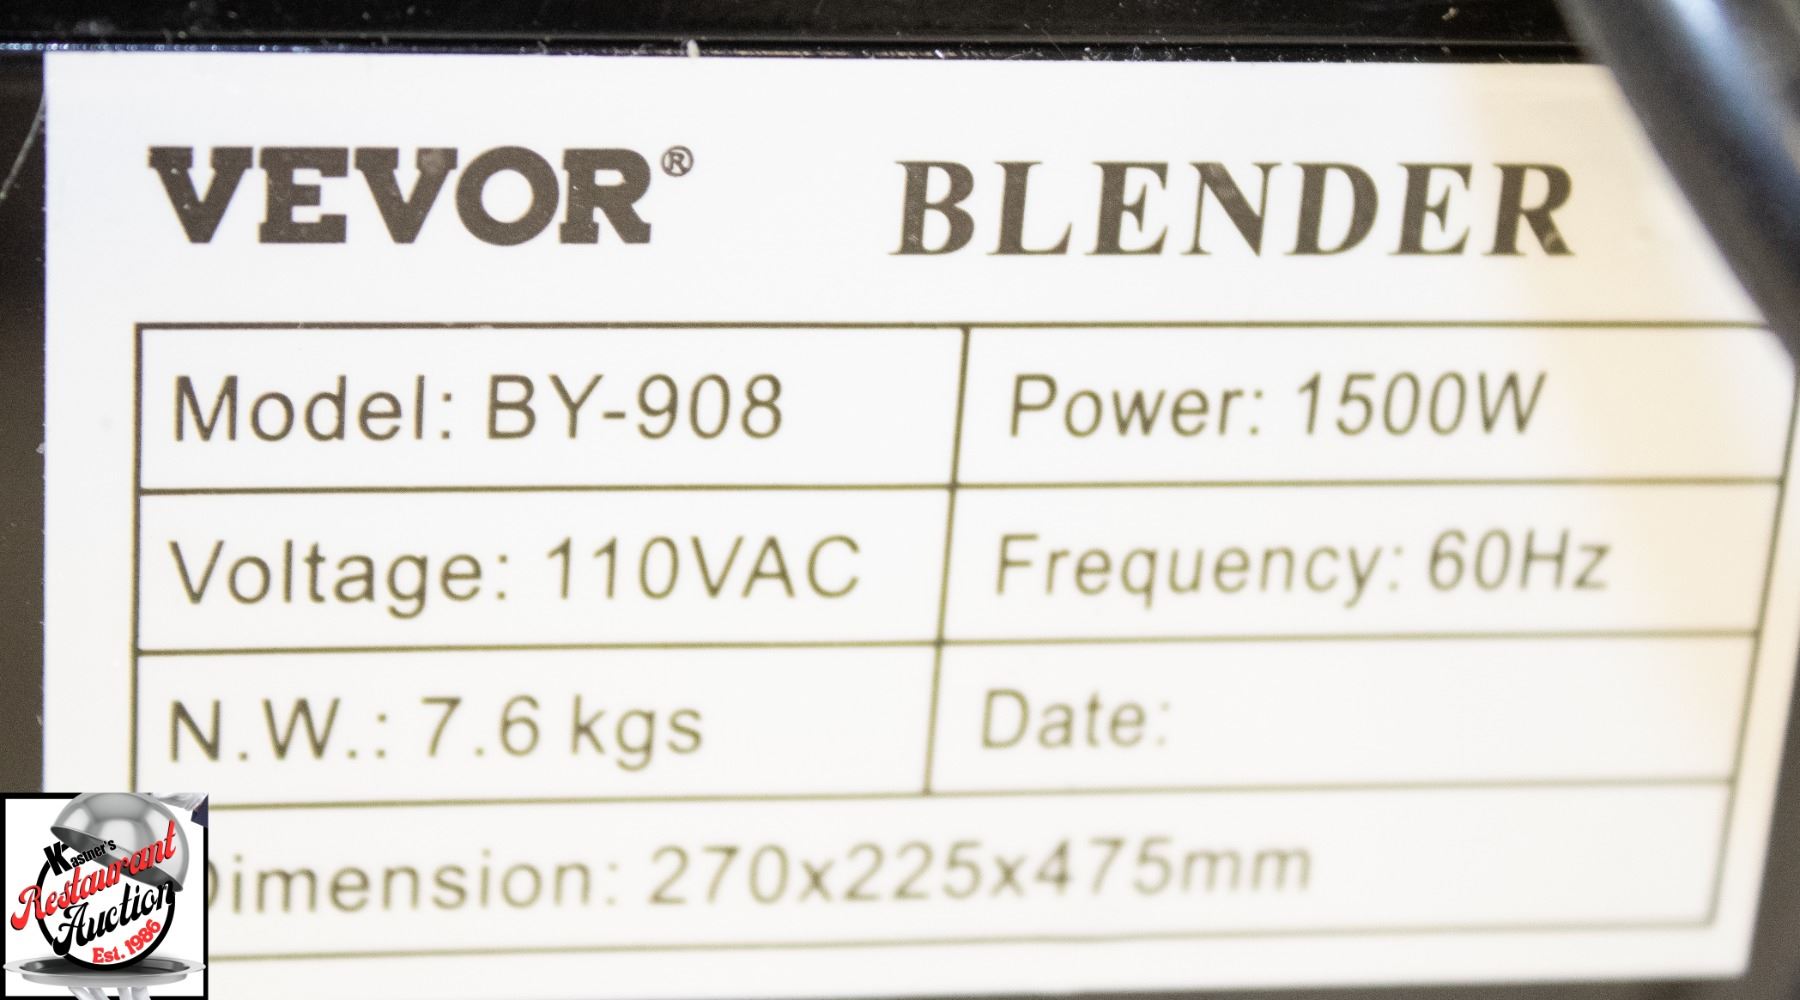 VEVOR® BLENDER
Model: BY-908 Power: 1500W
Voltage: 110VAC Frequency: 60Hz
N.W.: 7.6 kgs Date:
Dimension: 270x225x475mm
Kastner's
Restaurant
Auction
Est. 1986